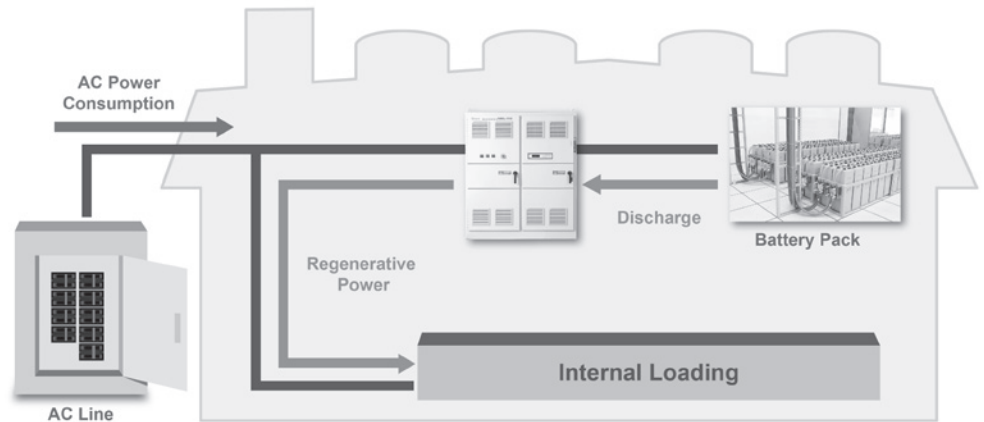 AC Power
Consumption
Discharge
Battery Pack
Regenerative
Power
Internal Loading
AC Line